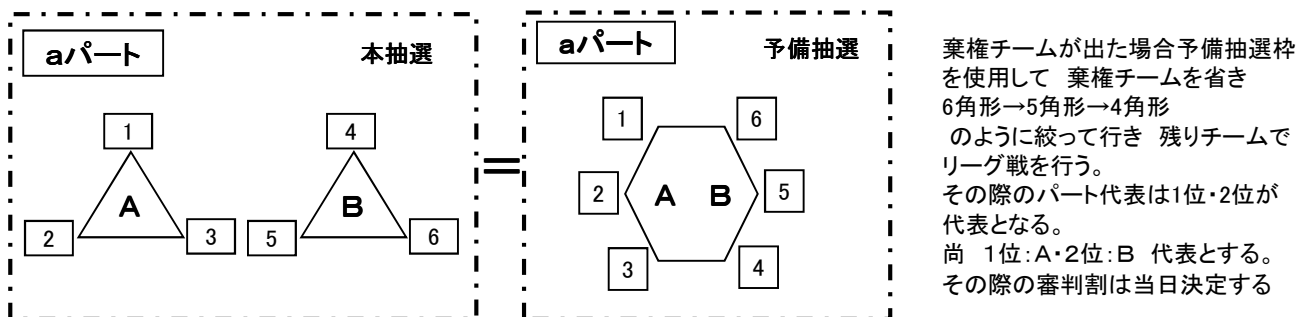 aパート
本抽選
1
4
A
B
2
3
5
6
=
aパート
予備抽選
1
6
2
A B
5
3
4
棄権チームが出た場合予備抽選枠
を使用して 棄権チームを省き
6角形→5角形→4角形
のように絞って行き 残りチームで
リーグ戦を行う。
その際のパート代表は1位・2位が
代表となる。
尚 1位:A・2位:B 代表とする。
その際の審判割は当日決定する